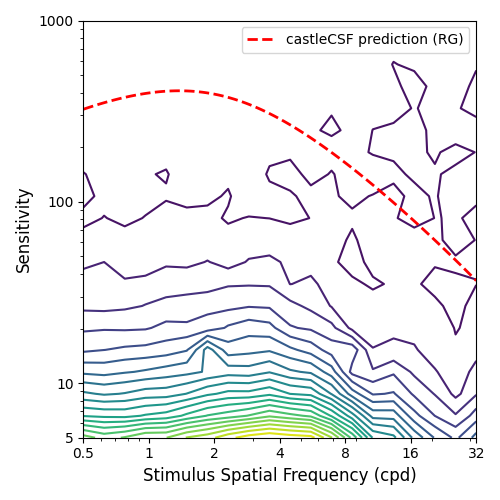 1000
castleCSF prediction (RG)
Sensitivity
100
10
5
0.5 1 2 4 8 16 32
Stimulus Spatial Frequency (cpd)